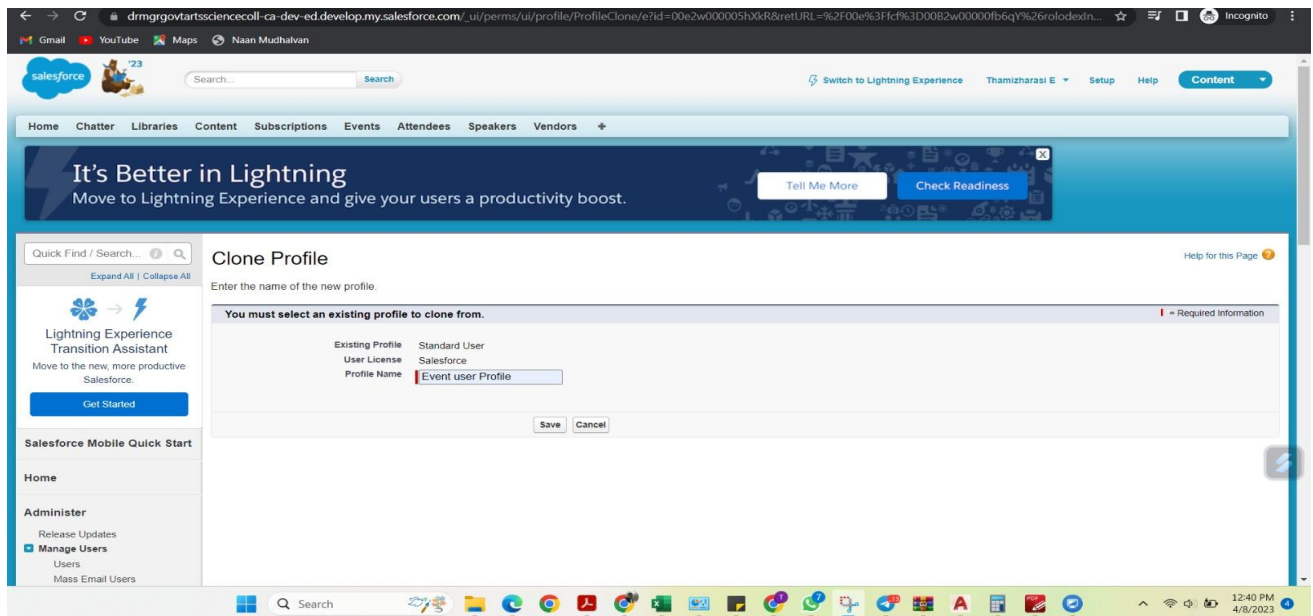 drmgrgovtartssciencecoll-ca-dev-ed.develop.my.salesforce.com/_ui/perms/ui/profile/ProfileClone/e?id=00e2w000005hXkR&retURL=%2F00e%3Ffcf%3D00B2w00000fb6qY%26rolodexIn... Incognito
Gmail YouTube Maps Naan Mudhalvan
salesforce '23 Search... Search Switch to Lightning Experience Thamizharasi E Setup Help Content
Home Chatter Libraries Content Subscriptions Events Attendees Speakers Vendors +
It's Better in Lightning
Move to Lightning Experience and give your users a productivity boost.
Tell Me More Check Readiness X
Quick Find / Search...
Expand All | Collapse All
Lightning Experience
Transition Assistant
Move to the new, more productive
Salesforce.
Get Started
Salesforce Mobile Quick Start
Home
Administer
Release Updates
Manage Users
Users
Mass Email Users
Clone Profile
Help for this Page
Enter the name of the new profile.
You must select an existing profile to clone from. = Required Information
Existing Profile Standard User
User License Salesforce
Profile Name Event user Profile
Save Cancel
Search
12:40 PM
4/8/2023